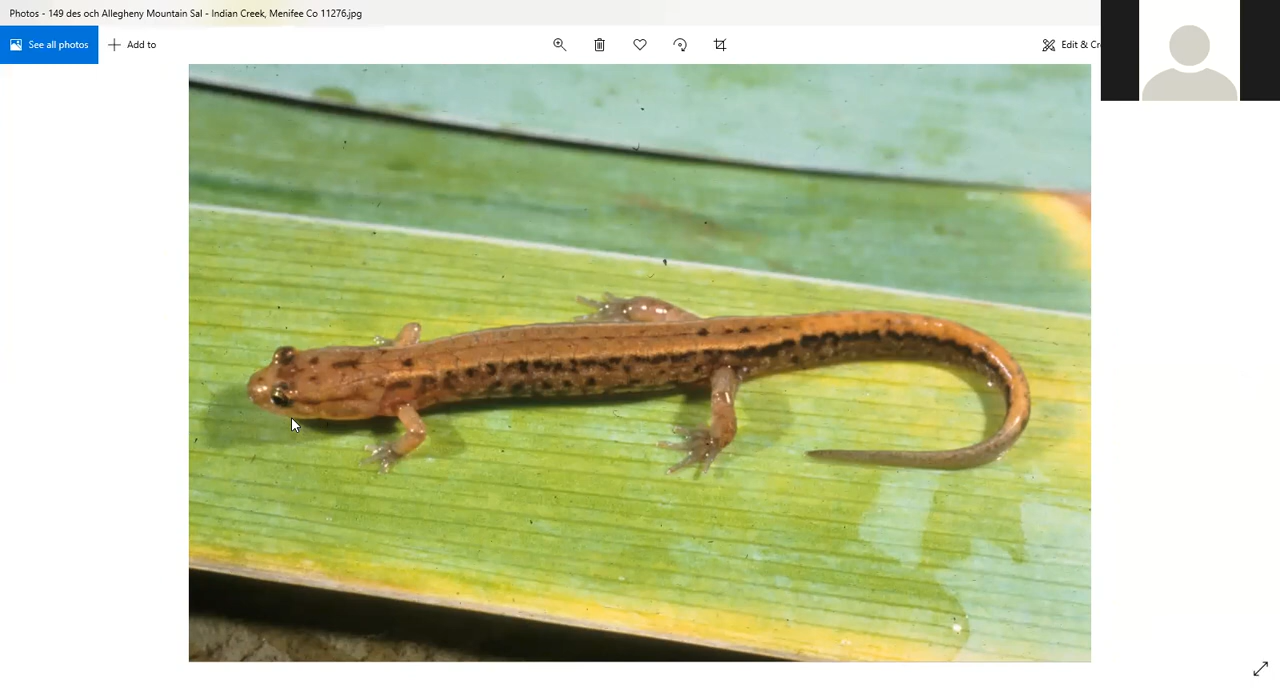 Photos - 149 des och Allegheny Mountain Sal - Indian Creek, Menifee Co 11276.jpg
See all photos
Add to
Edit & Cr